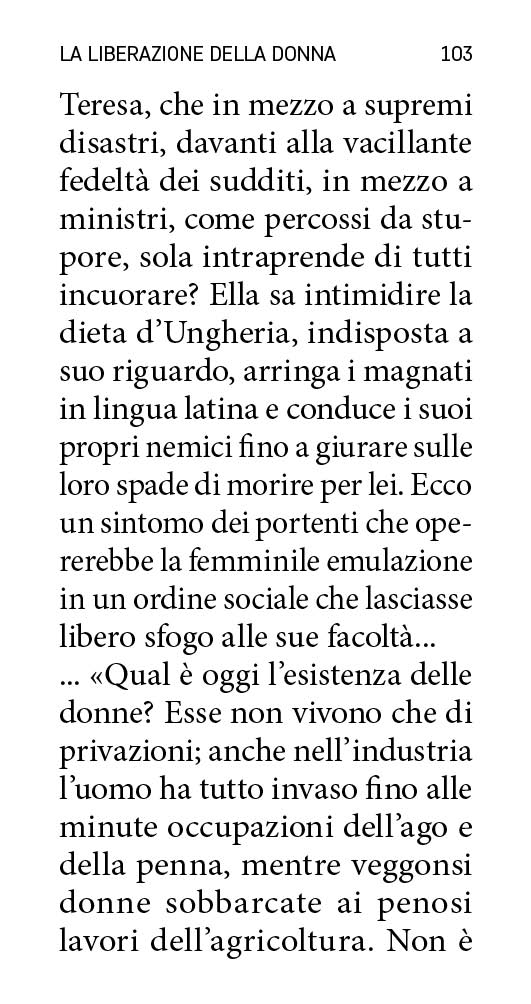 LA LIBERAZIONE DELLA DONNA 103
Teresa, che in mezzo a supremi
disastri, davanti alla vacillante
fedeltà dei sudditi, in mezzo a
ministri, come percossi da stu-
pore, sola intraprende di tutti
incuorare? Ella sa intimidire la
dieta d’Ungheria, indisposta a
suo riguardo, arringa i magnati
in lingua latina e conduce i suoi
propri nemici fino a giurare sulle
loro spade di morire per lei. Ecco
un sintomo dei portenti che ope-
rerebbe la femminile emulazione
in un ordine sociale che lasciasse
libero sfogo alle sue facoltà...
... «Qual è oggi l’esistenza delle
donne? Esse non vivono che di
privazioni; anche nell’industria
l’uomo ha tutto invaso fino alle
minute occupazioni dell’ago e
della penna, mentre veggonsi
donne sobbarcate ai penosi
lavori dell’agricoltura. Non è